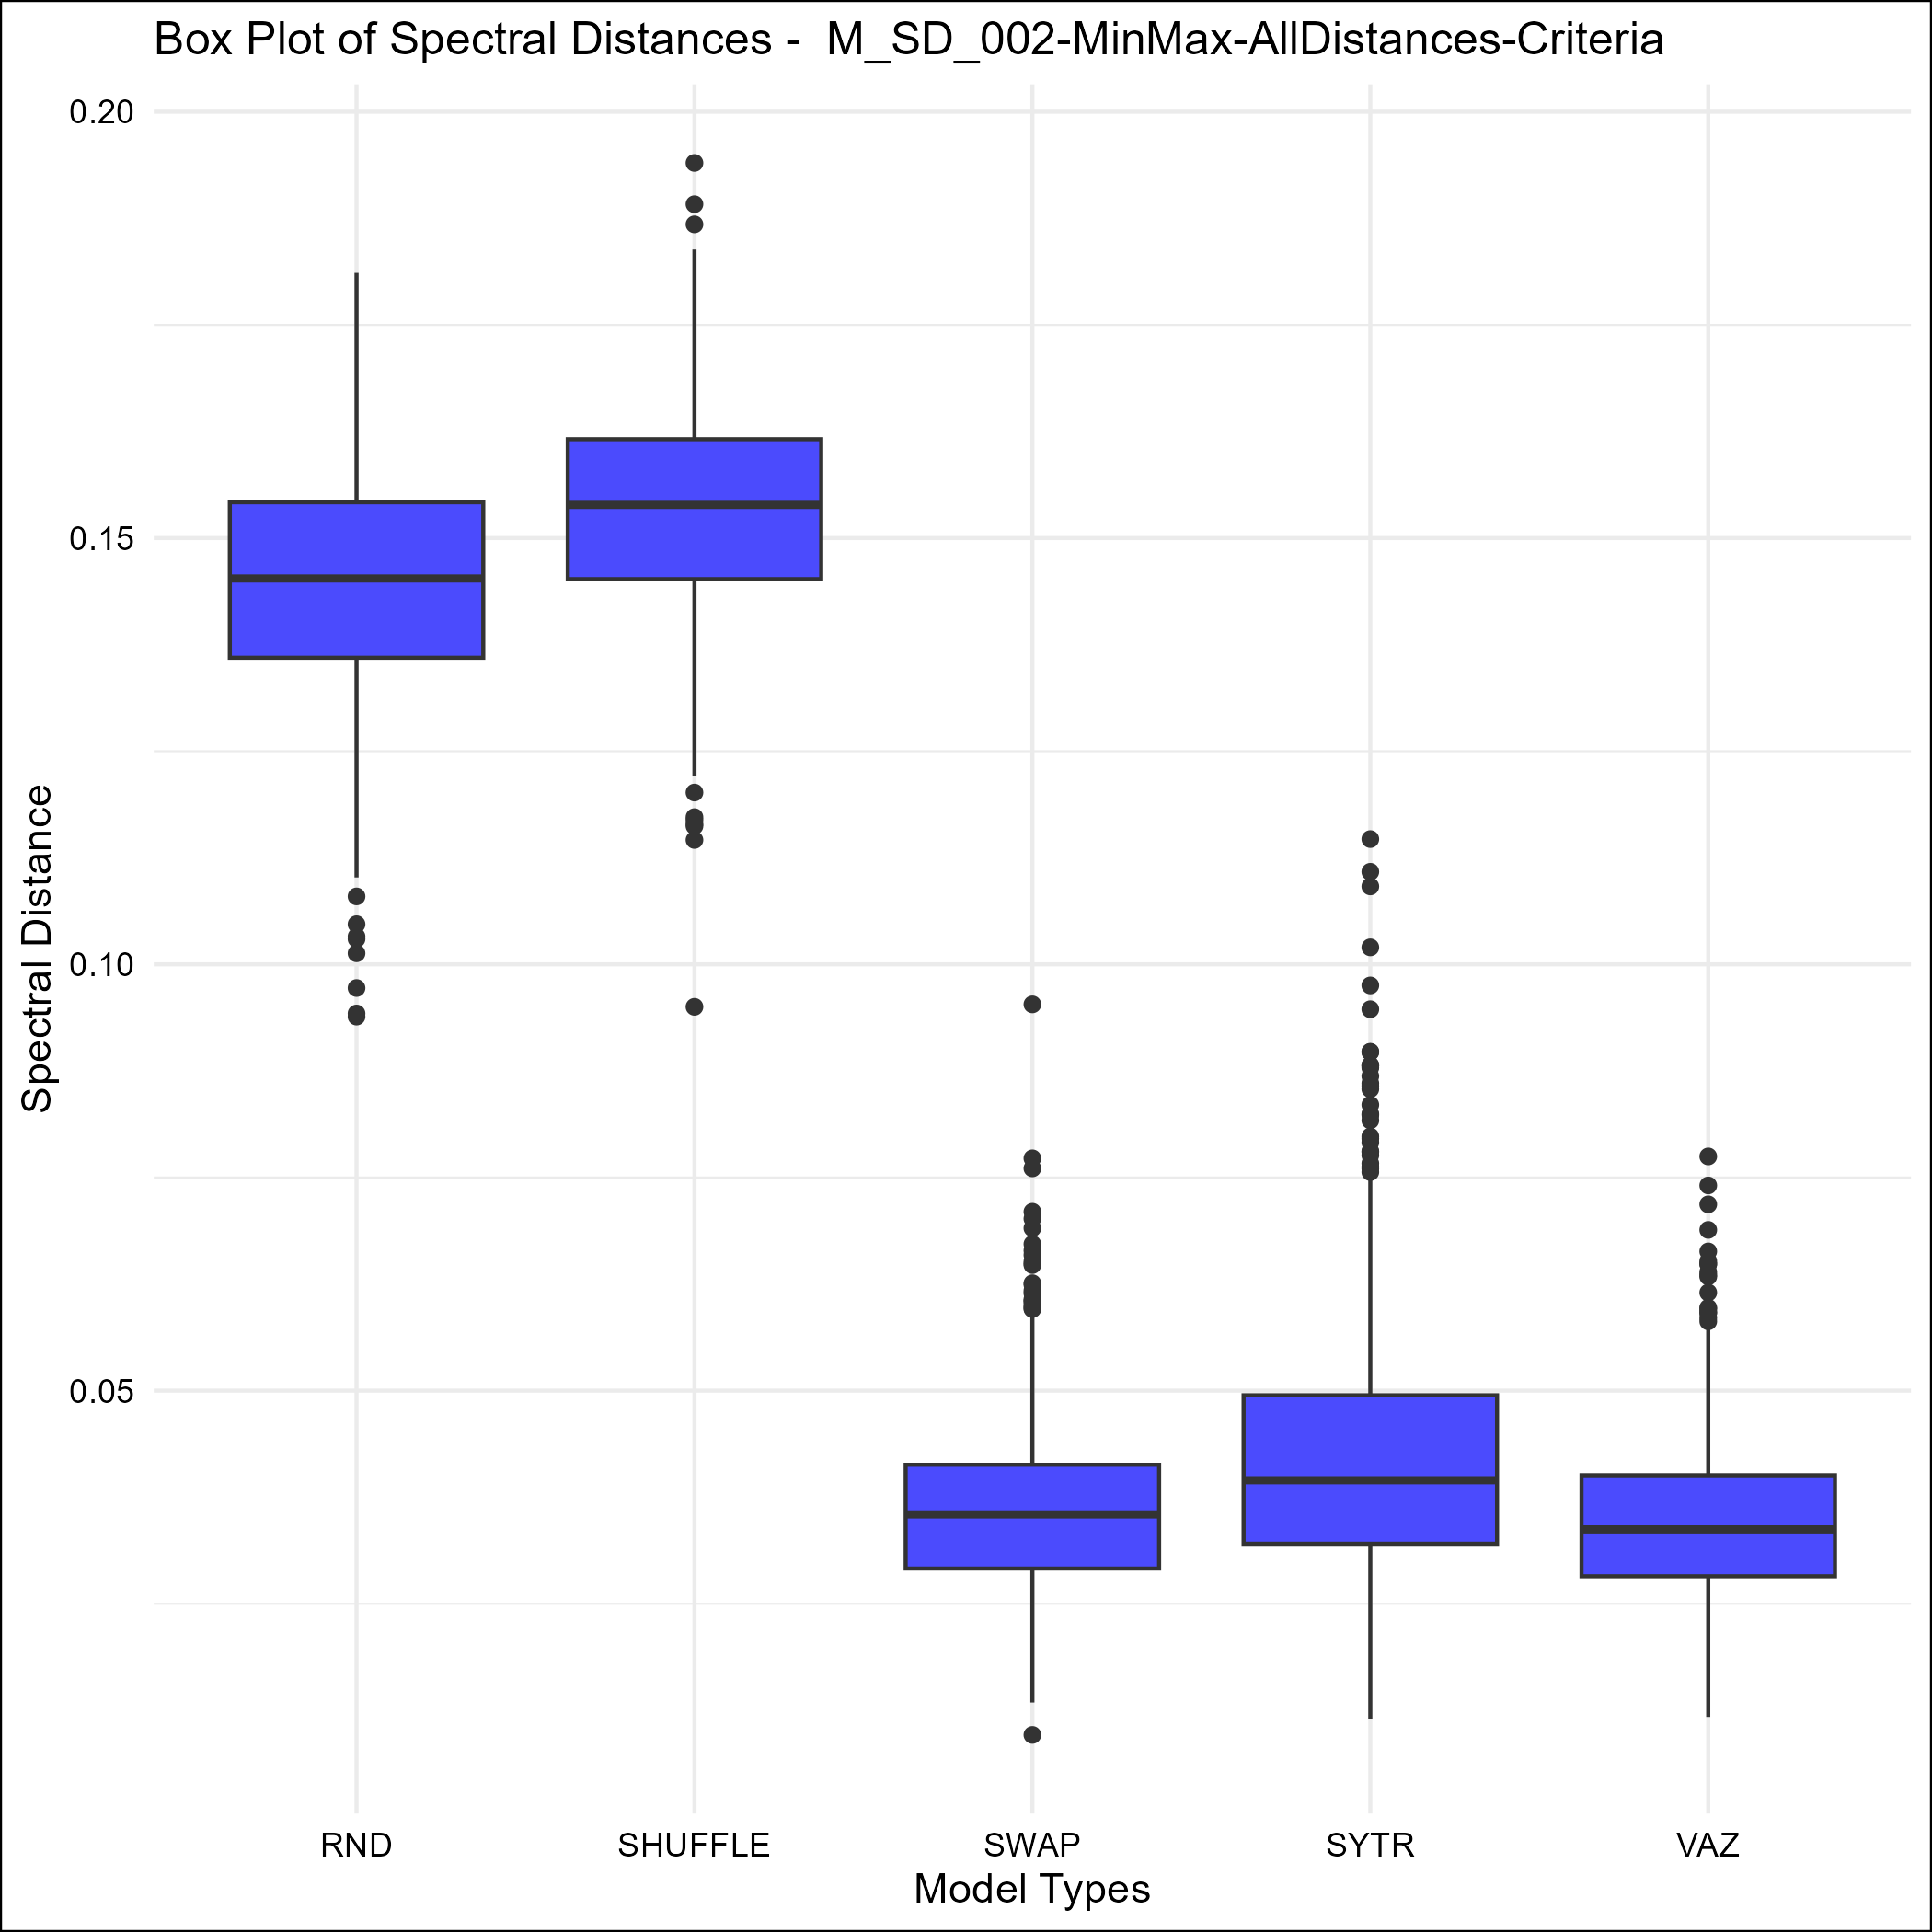 Box Plot of Spectral Distances -  M_SD_002-MinMax-AllDistances-Criteria
0.20
0.15
0.10
0.05
Spectral Distance
RND SHUFFLE SWAP SYTR VAZ
Model Types